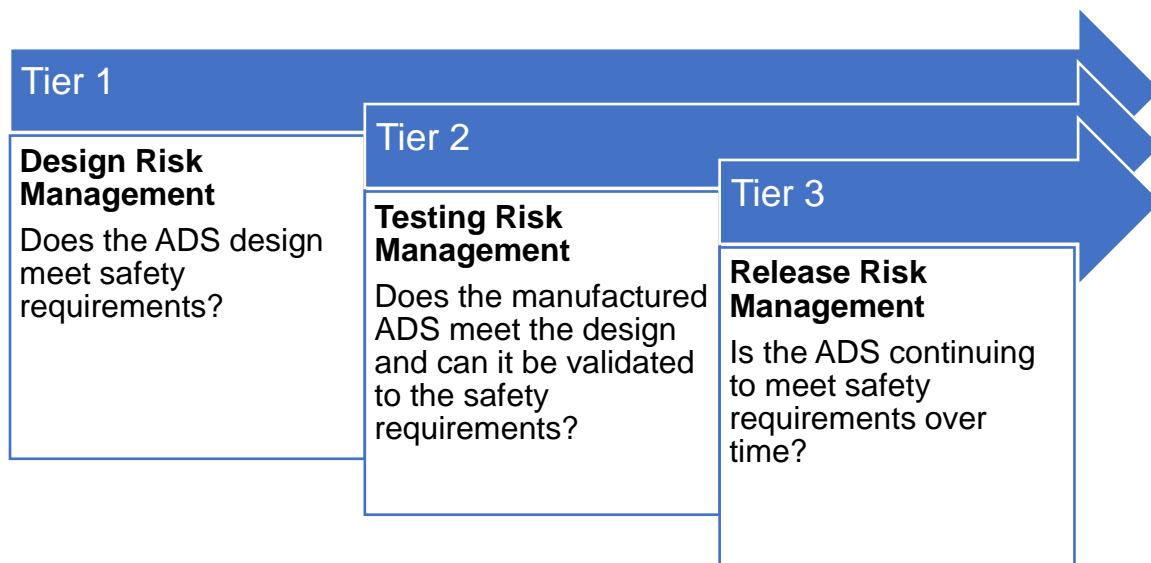 Tier 1
Design Risk
Management
Does the ADS design
meet safety
requirements?
Tier 2
Testing Risk
Management
Does the manufactured
ADS meet the design
and can it be validated
to the safety
requirements?
Tier 3
Release Risk
Management
Is the ADS continuing
to meet safety
requirements over
time?